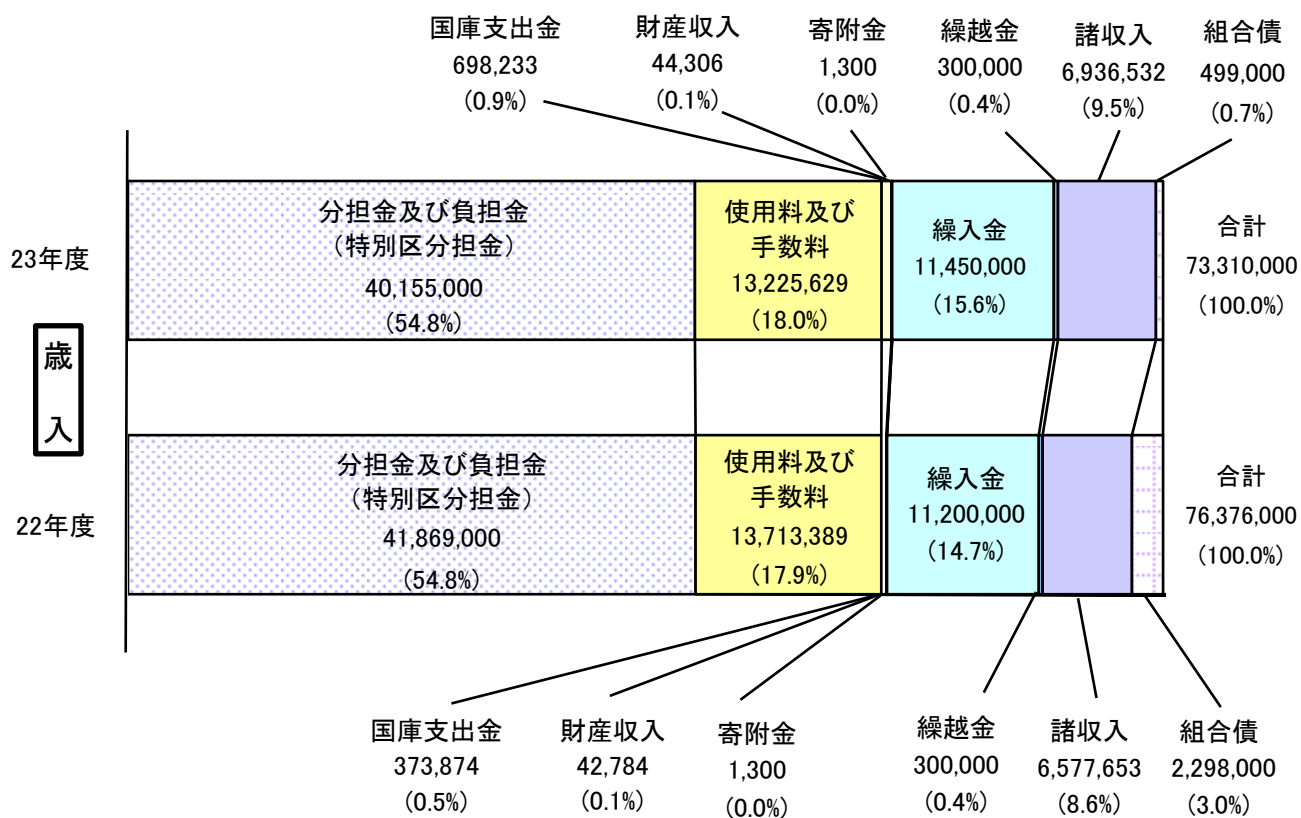 国庫支出金
698,233
(0.9%)
財産収入
44,306
(0.1%)
寄附金
1,300
(0.0%)
繰越金
300,000
(0.4%)
諸収入
6,936,532
(9.5%)
組合債
499,000
(0.7%)
23年度
分担金及び負担金
(特別区分担金)
40,155,000
(54.8%)
使用料及び
手数料
13,225,629
(18.0%)
繰入金
11,450,000
(15.6%)
合計
73,310,000
(100.0%)
歳
入
22年度
分担金及び負担金
(特別区分担金)
41,869,000
(54.8%)
使用料及び
手数料
13,713,389
(17.9%)
繰入金
11,200,000
(14.7%)
合計
76,376,000
(100.0%)
国庫支出金
373,874
(0.5%)
財産収入
42,784
(0.1%)
寄附金
1,300
(0.0%)
繰越金
300,000
(0.4%)
諸収入
6,577,653
(8.6%)
組合債
2,298,000
(3.0%)